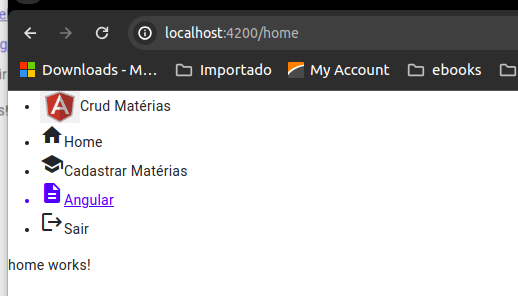 localhost:4200/home
Downloads - M... Importado My Account ebooks
Crud Matérias
Home
Cadastrar Matérias
Angular
Sair
home works!